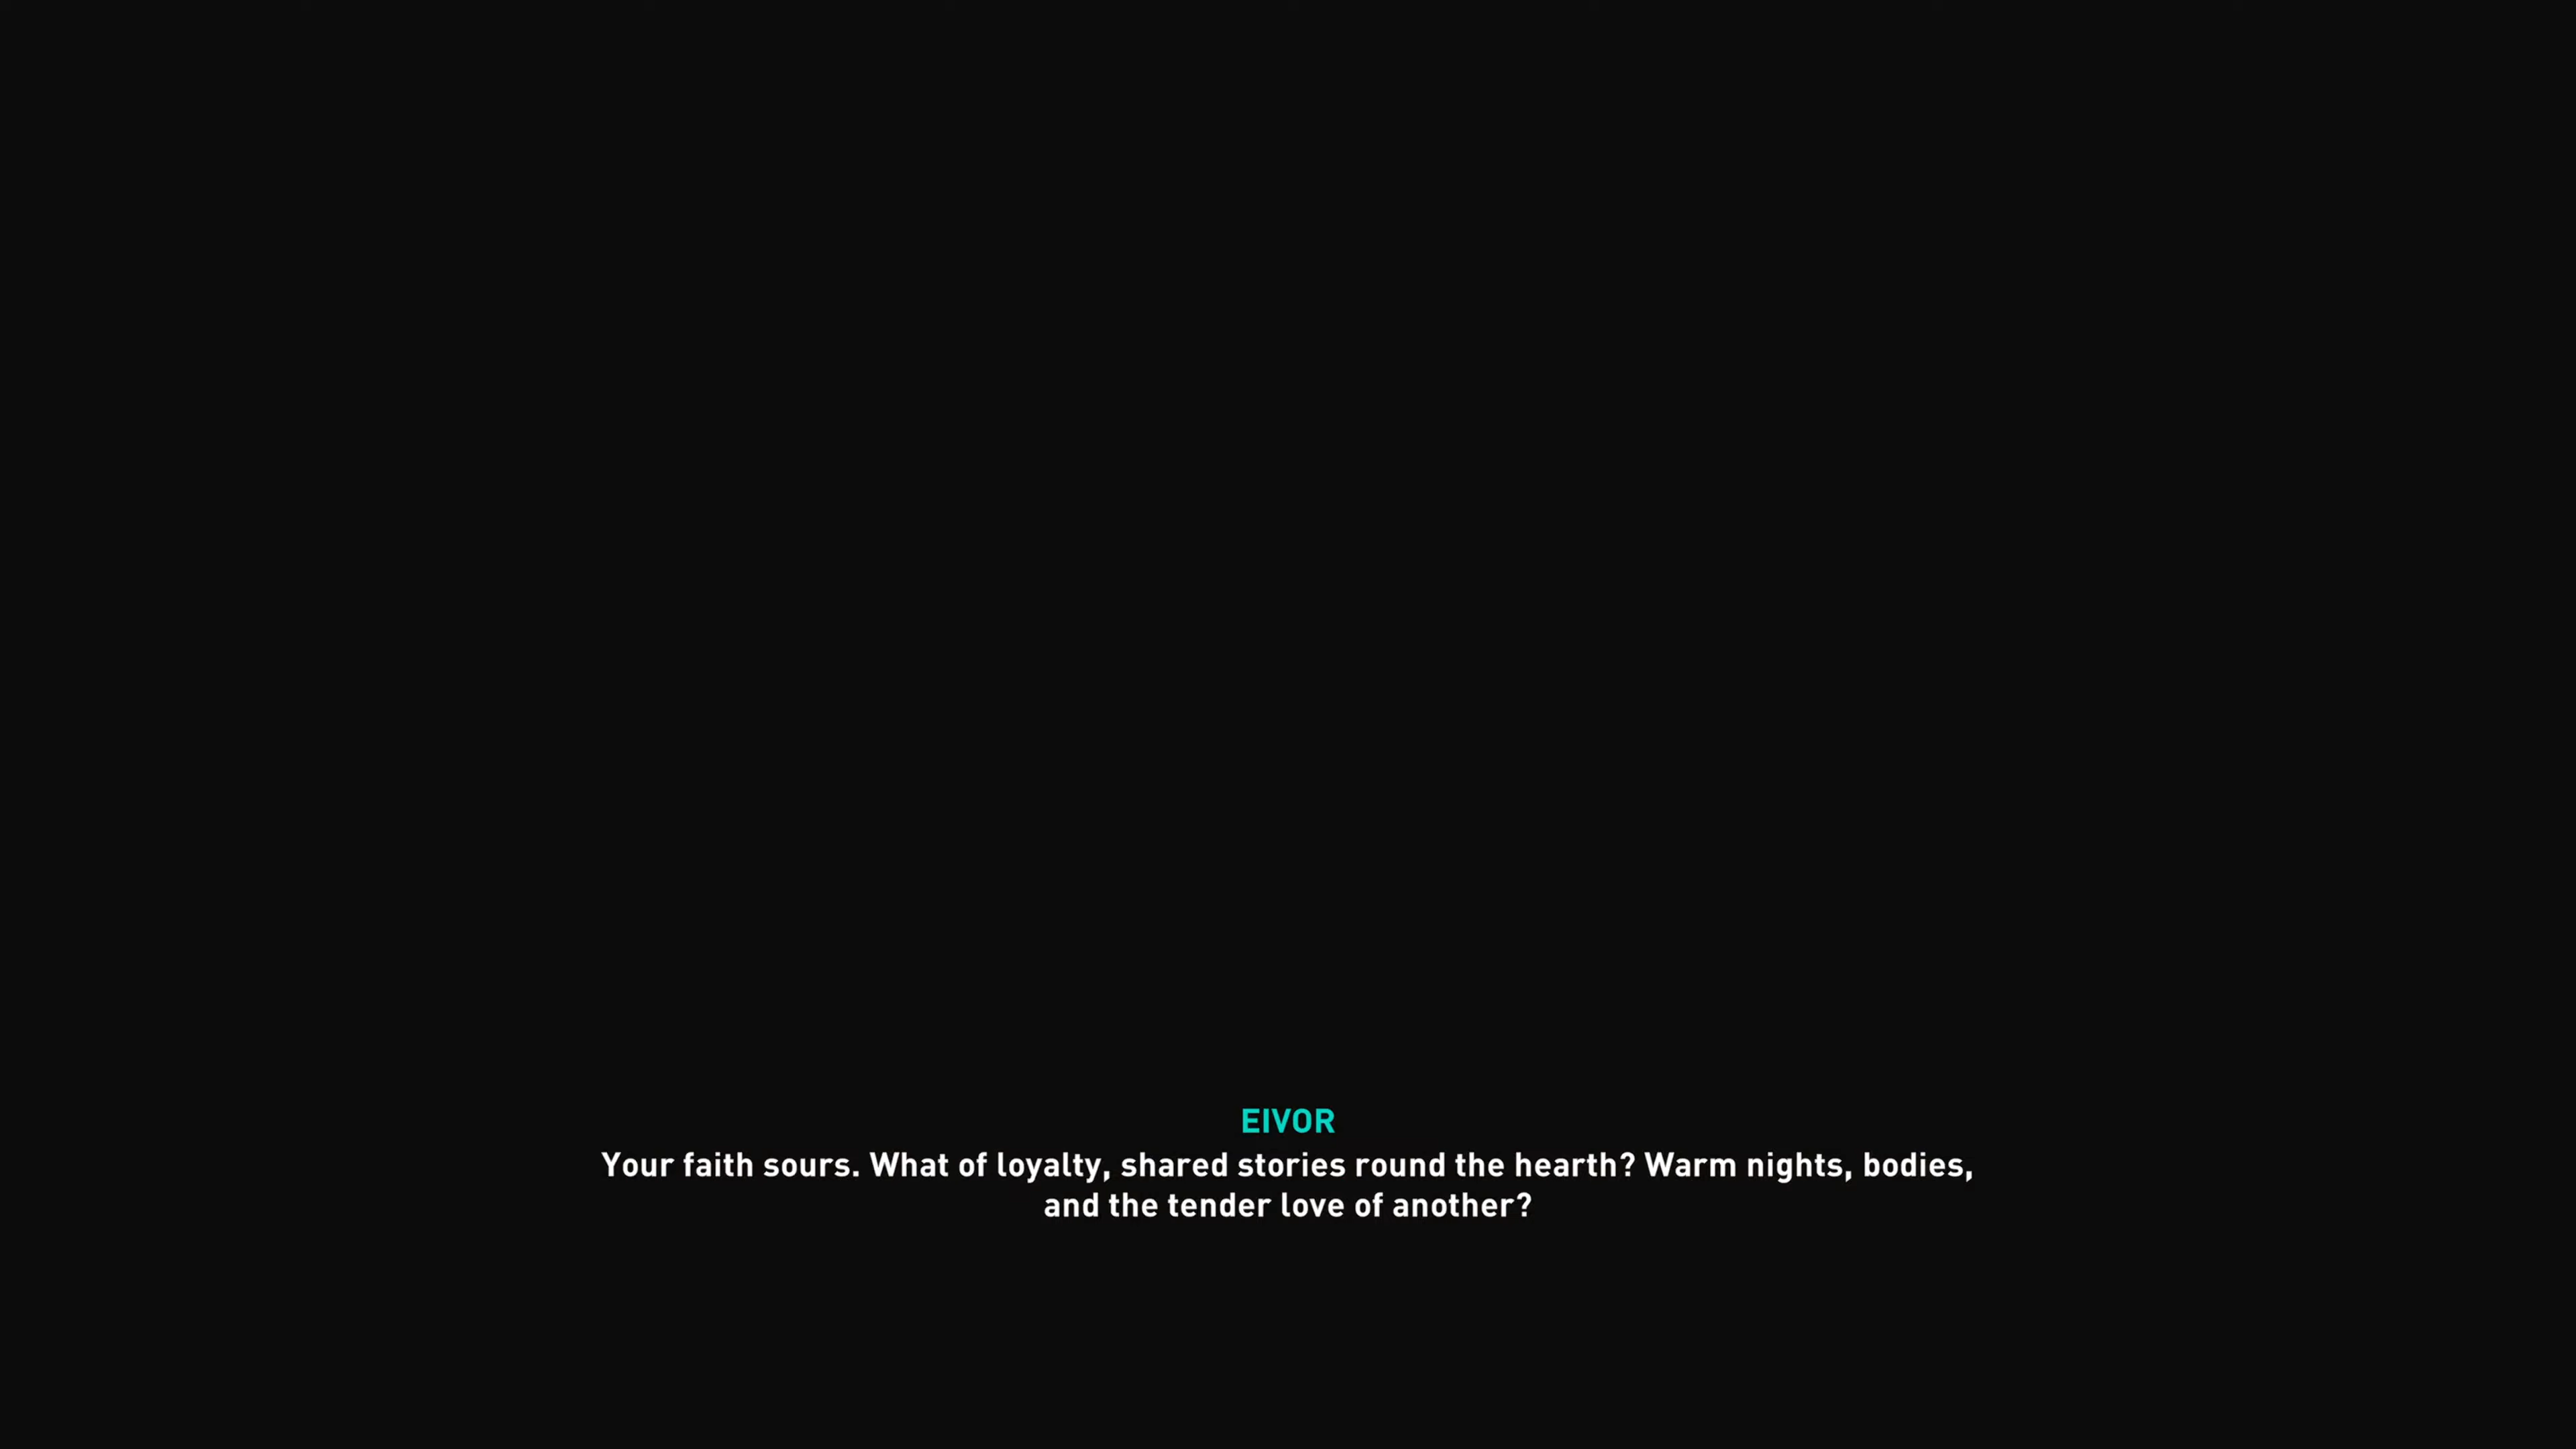 EIVOR
Your faith sours. What of loyalty, shared stories round the hearth? Warm nights, bodies,
and the tender love of another?